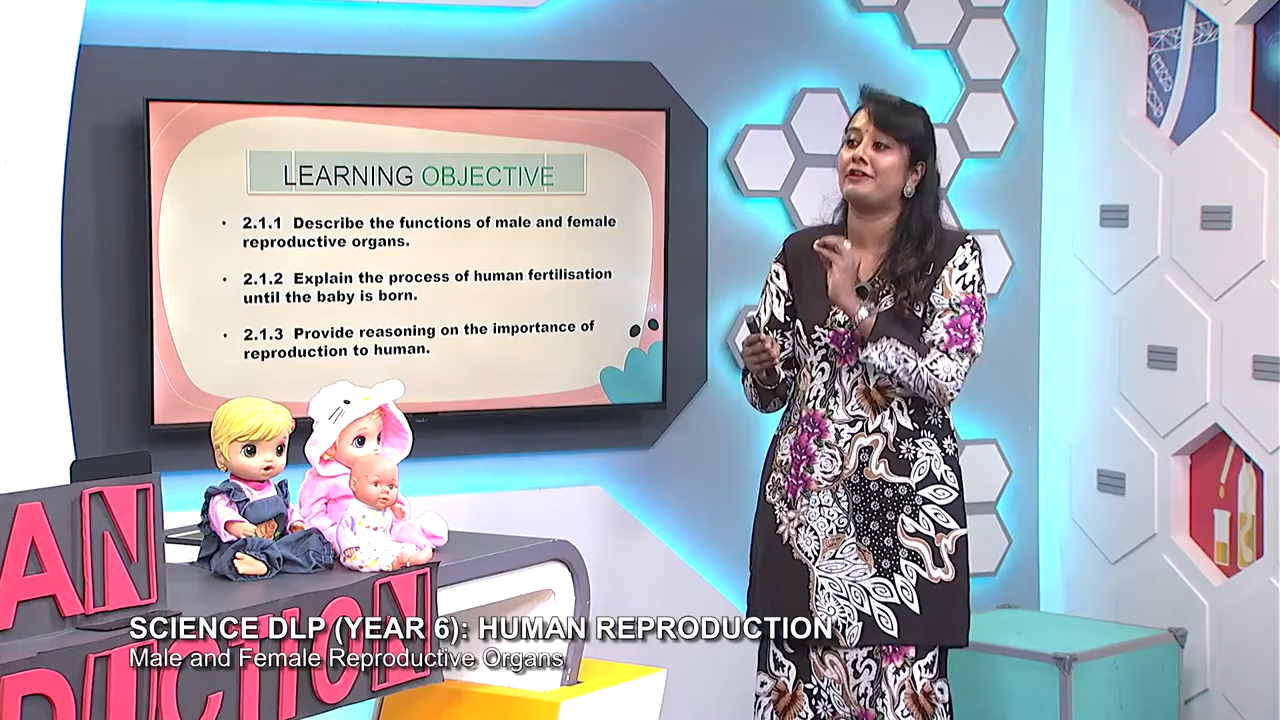 LEARNING OBJECTIVE
• 2.1.1 Describe the functions of male and female
reproductive organs.
• 2.1.2 Explain the process of human fertilisation
until the baby is born.
• 2.1.3 Provide reasoning on the importance of
reproduction to human.
AN
DUCTION
SCIENCE DLP (YEAR 6): HUMAN REPRODUCTION
Male and Female Reproductive Organs